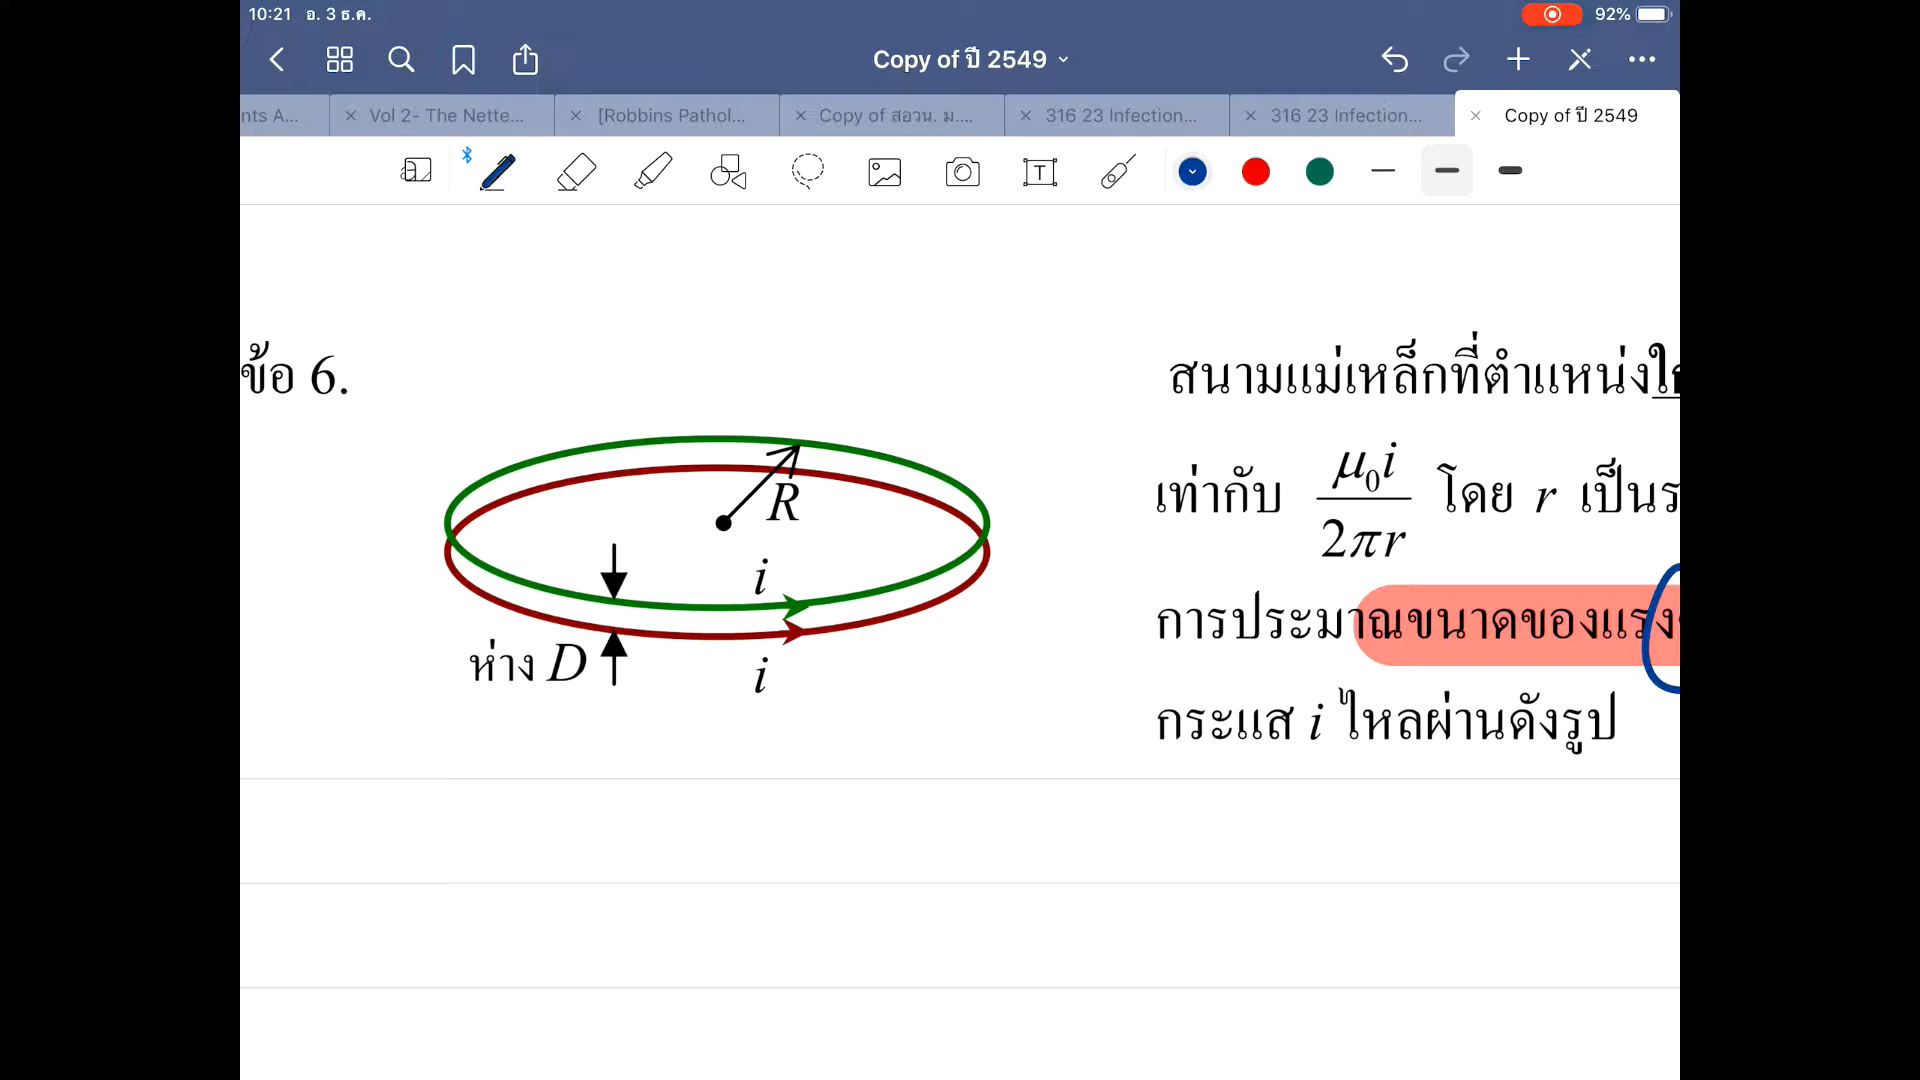 10:21 อ. 3 ธ.ค.
92%
Copy of ปี 2549
nts A...
Vol 2- The Nette...
[Robbins Pathol...
Copy of สอวน. ม....
316 23 Infection...
316 23 Infection...
Copy of ปี 2549
ข้อ 6.
R
i
ห่าง D
i
สนามแม่เหล็กที่ตำแหน่ง
เท่ากับ μ₀i / 2πr โดย r เป็น
การประมาณขนาดของแรง
กระแส i ไหลผ่านดังรูป